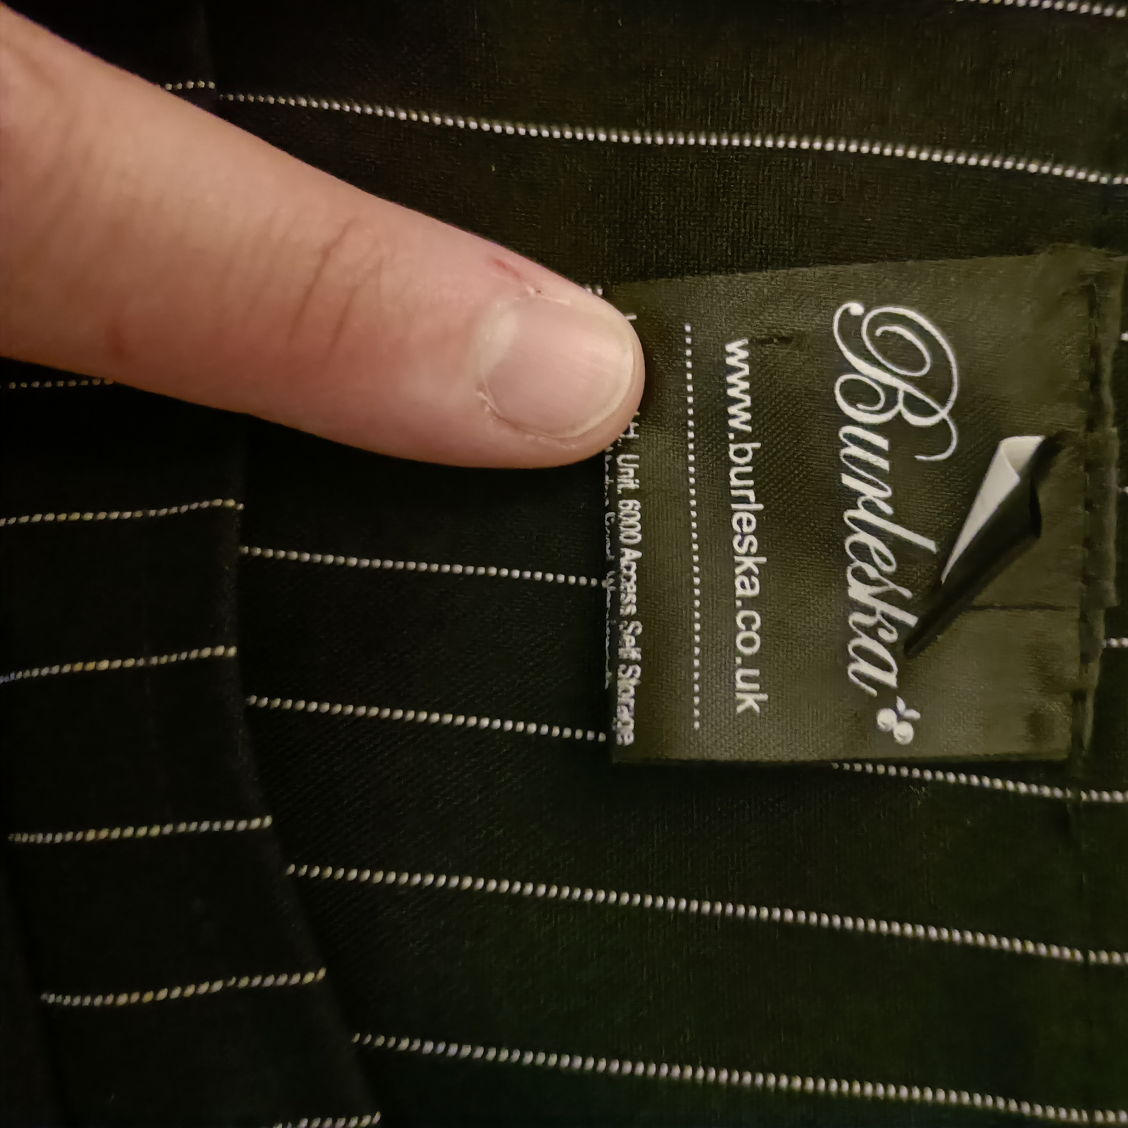 Burleska
www.burleska.co.uk
Unit. 6000 Access Self Storage